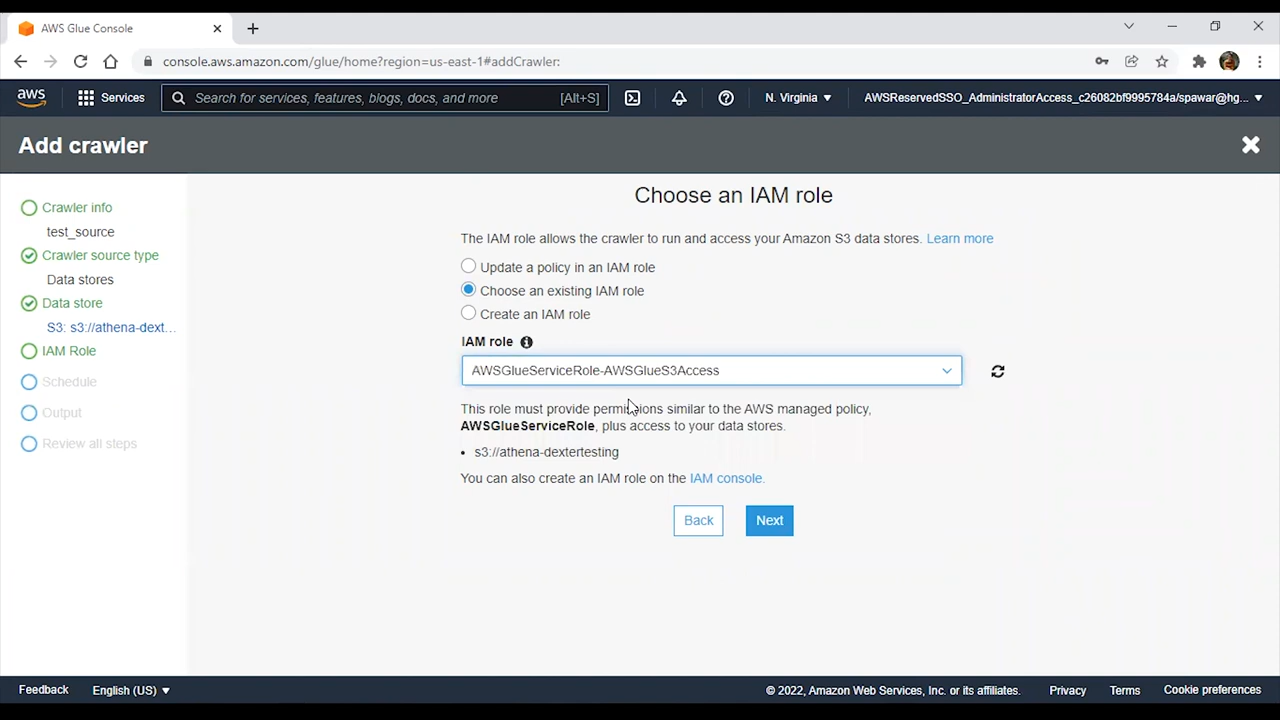 AWS Glue Console
console.aws.amazon.com/glue/home?region=us-east-1#addCrawler:
aws
Services
Search for services, features, blogs, docs, and more
[Alt+S]
N. Virginia
AWSReservedSSO_AdministratorAccess_c26082bf9995784a/spawar@hg...
Add crawler
Crawler info
test_source
Crawler source type
Data stores
Data store
S3: s3://athena-dext...
IAM Role
Schedule
Output
Review all steps
Choose an IAM role
The IAM role allows the crawler to run and access your Amazon S3 data stores. Learn more
Update a policy in an IAM role
Choose an existing IAM role
Create an IAM role
IAM role
AWSGlueServiceRole-AWSGlueS3Access
This role must provide permissions similar to the AWS managed policy,
AWSGlueServiceRole, plus access to your data stores.
• s3://athena-dextertesting
You can also create an IAM role on the IAM console.
Back
Next
Feedback
English (US)
© 2022, Amazon Web Services, Inc. or its affiliates.
Privacy
Terms
Cookie preferences